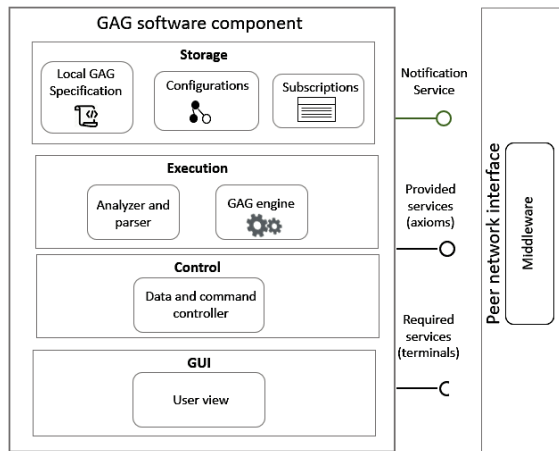 GAG software component
Storage
Local GAG
Specification
Configurations
Subscriptions
Execution
Analyzer and
parser
GAG engine
Control
Data and command
controller
GUI
User view
Notification
Service
Provided
services
(axioms)
Required
services
(terminals)
Peer network interface
Middleware